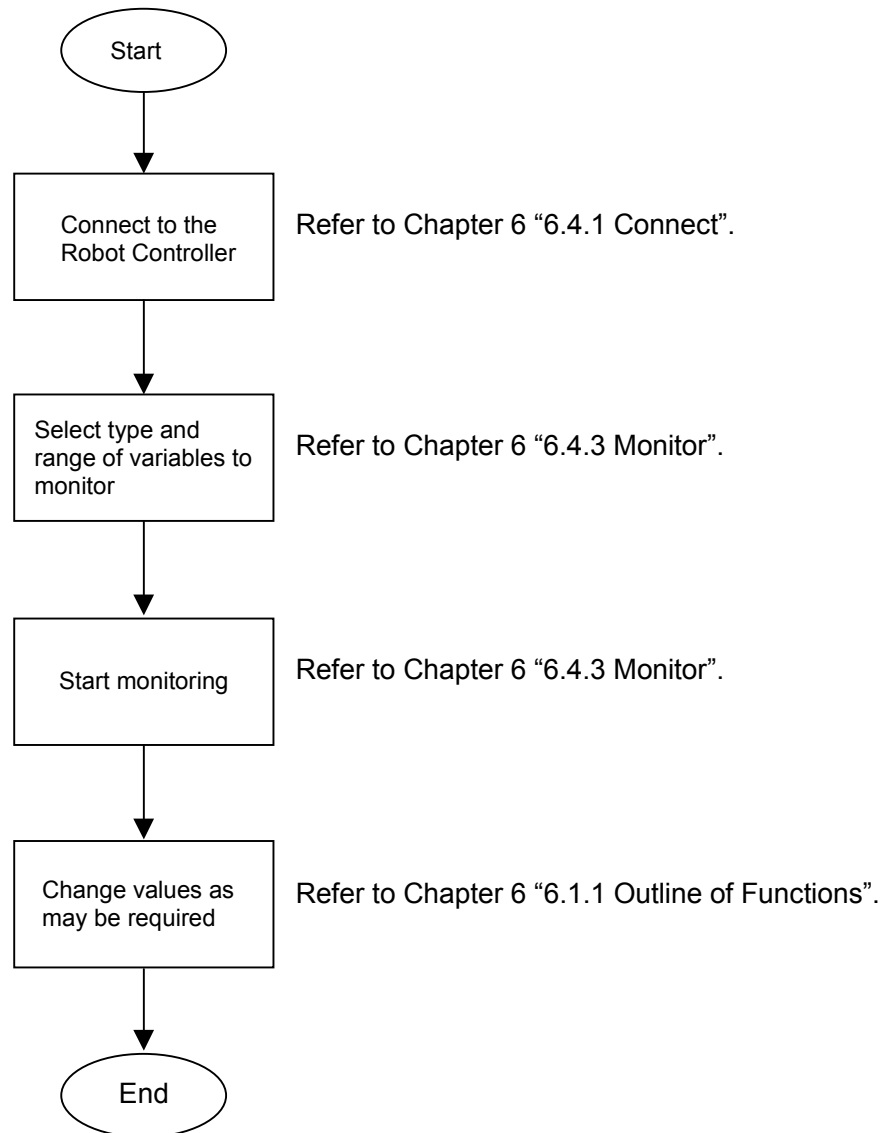 Start
Connect to the
Robot Controller
Refer to Chapter 6 “6.4.1 Connect”.
Select type and
range of variables to
monitor
Refer to Chapter 6 “6.4.3 Monitor”.
Start monitoring
Refer to Chapter 6 “6.4.3 Monitor”.
Change values as
may be required
Refer to Chapter 6 “6.1.1 Outline of Functions”.
End